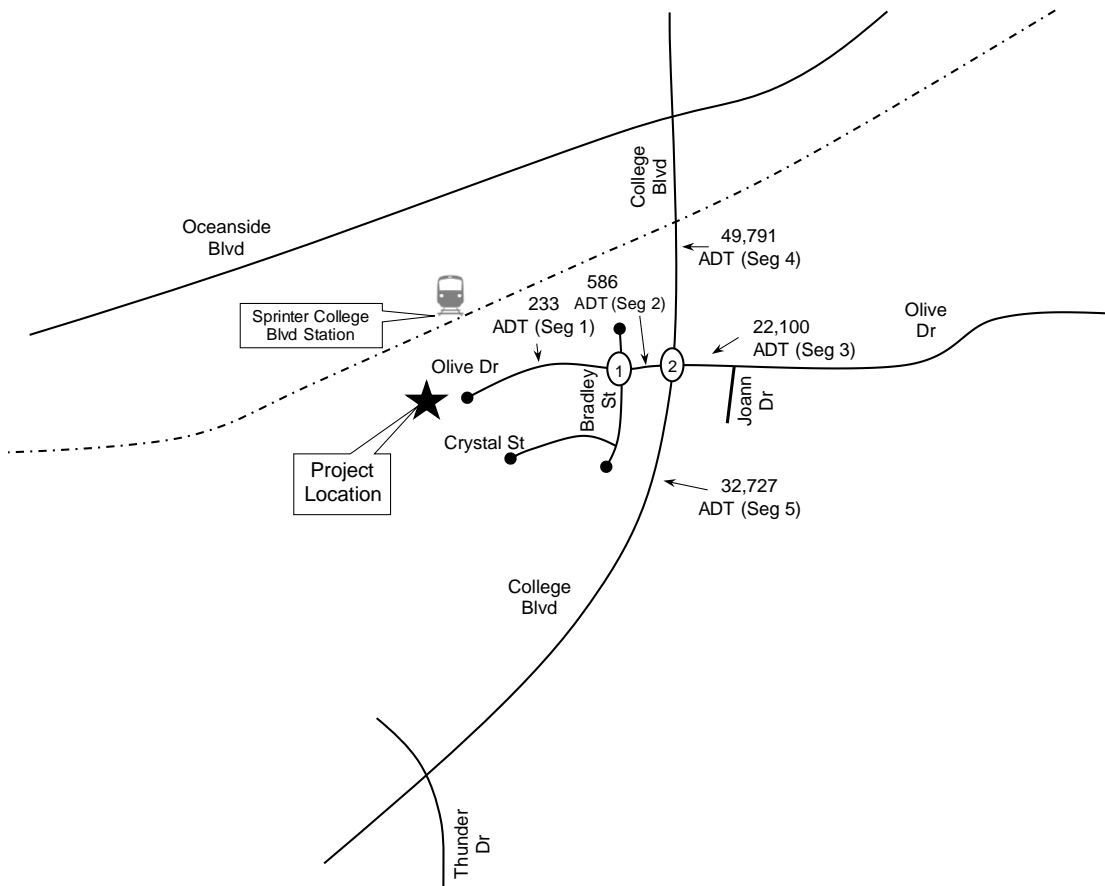 College
Blvd
Oceanside
Blvd
49,791
ADT (Seg 4)
586
ADT (Seg 2)
233
ADT (Seg 1)
Sprinter College
Blvd Station
22,100
ADT (Seg 3)
Olive
Dr
Olive Dr
1
2
Bradley
St
Joann
Dr
Crystal St
Project
Location
32,727
ADT (Seg 5)
College
Blvd
Thunder
Dr